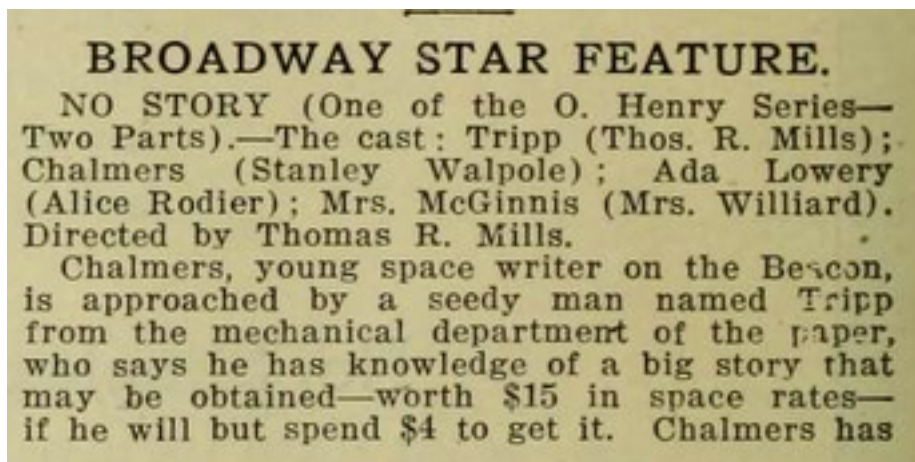 BROADWAY STAR FEATURE.
NO STORY (One of the O. Henry Series—
Two Parts).—The cast: Tripp (Thos. R. Mills);
Chalmers (Stanley Walpole); Ada Lowery
(Alice Rodier); Mrs. McGinnis (Mrs. Williard).
Directed by Thomas R. Mills.
Chalmers, young space writer on the Beacon,
is approached by a seedy man named Tripp
from the mechanical department of the paper,
who says he has knowledge of a big story that
may be obtained—worth $15 in space rates—
if he will but spend $4 to get it. Chalmers has